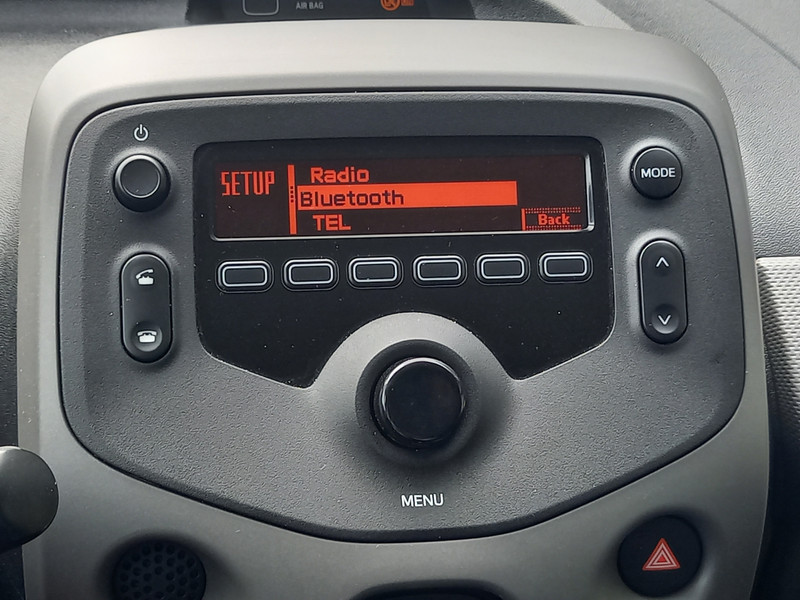 AIR BAG
MODE
SETUP
Radio
Bluetooth
TEL
Back
MENU